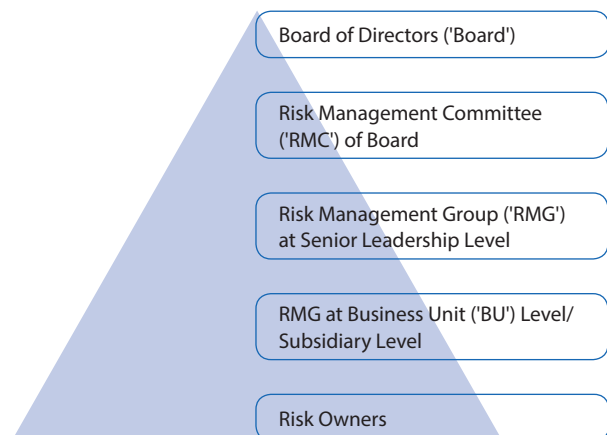 Board of Directors ('Board')
Risk Management Committee
('RMC') of Board
Risk Management Group ('RMG')
at Senior Leadership Level
RMG at Business Unit ('BU') Level/
Subsidiary Level
Risk Owners